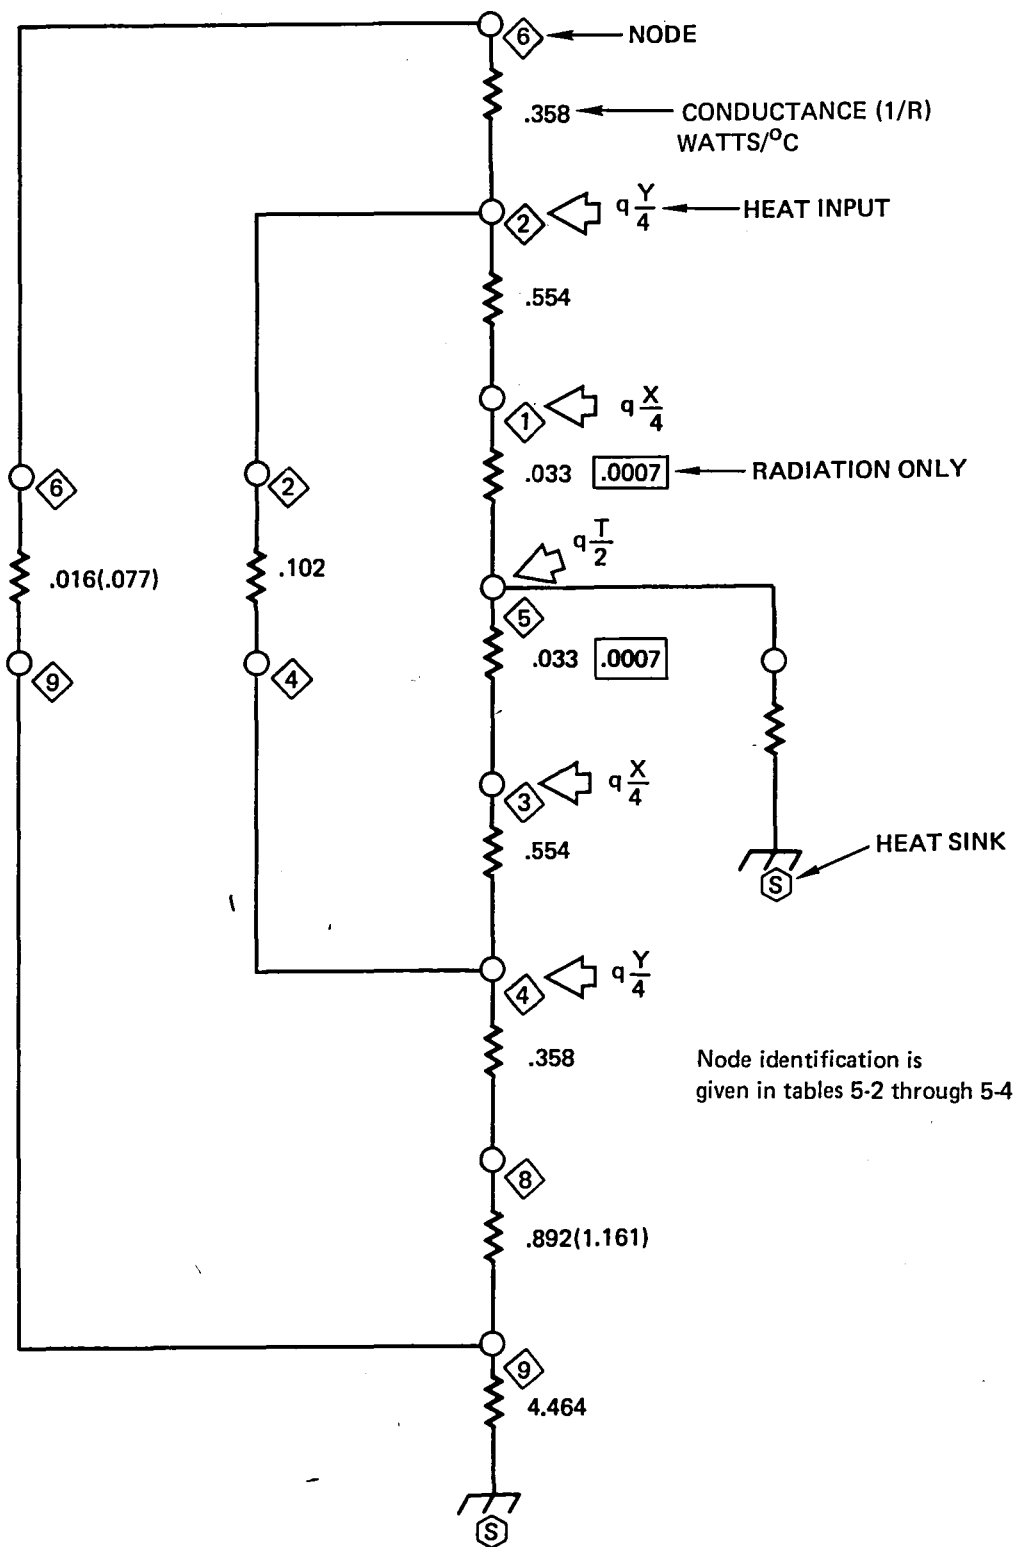 6 NODE
.358 CONDUCTANCE (1/R)
WATTS/°C
2 q Y/4 HEAT INPUT
.554
1 q X/4
.033 .0007 RADIATION ONLY
6 2
q T/2
.016(.077) .102
5
.033 .0007
9 4
3 q X/4
.554
HEAT SINK
S
4 q Y/4
.358
Node identification is
given in tables 5-2 through 5-4
8
.892(1.161)
9
4.464
S